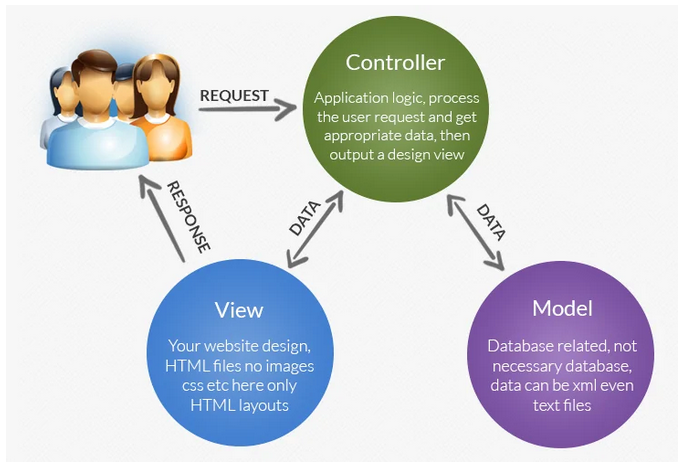 REQUEST
Controller
Application logic, process
the user request and get
appropriate data, then
output a design view
RESPONSE
DATA
DATA
View
Your website design,
HTML files no images
css etc here only
HTML layouts
Model
Database related, not
necessary database,
data can be xml even
text files